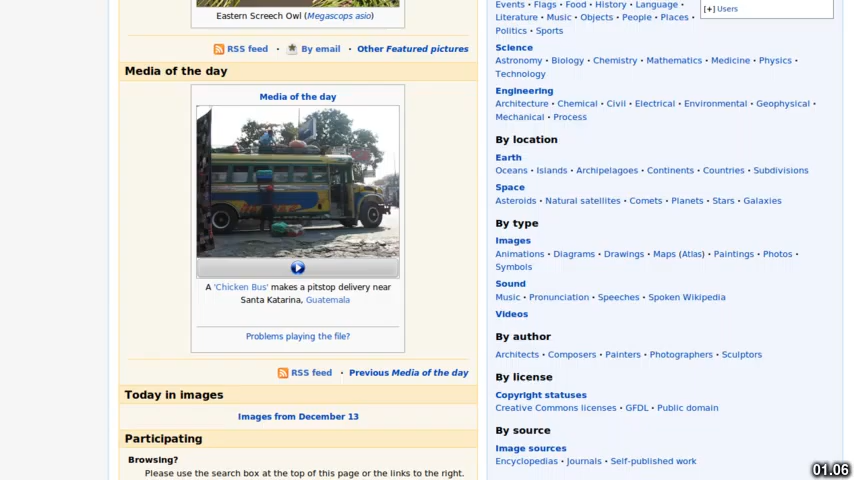 Eastern Screech Owl (Megascops asio)
RSS feed · By email · Other Featured pictures
Media of the day
Media of the day
A 'Chicken Bus' makes a pitstop delivery near
Santa Katarina, Guatemala
Problems playing the file?
RSS feed · Previous Media of the day
Today in images
Images from December 13
Participating
Browsing?
Please use the search box at the top of this page or the links to the right.
Events · Flags · Food · History · Language ·
Literature · Music · Objects · People · Places ·
Politics · Sports
[+] Users
Science
Astronomy · Biology · Chemistry · Mathematics · Medicine · Physics ·
Technology
Engineering
Architecture · Chemical · Civil · Electrical · Environmental · Geophysical ·
Mechanical · Process
By location
Earth
Oceans · Islands · Archipelagoes · Continents · Countries · Subdivisions
Space
Asteroids · Natural satellites · Comets · Planets · Stars · Galaxies
By type
Images
Animations · Diagrams · Drawings · Maps (Atlas) · Paintings · Photos ·
Symbols
Sound
Music · Pronunciation · Speeches · Spoken Wikipedia
Videos
By author
Architects · Composers · Painters · Photographers · Sculptors
By license
Copyright statuses
Creative Commons licenses · GFDL · Public domain
By source
Image sources
Encyclopedias · Journals · Self-published work
01.06